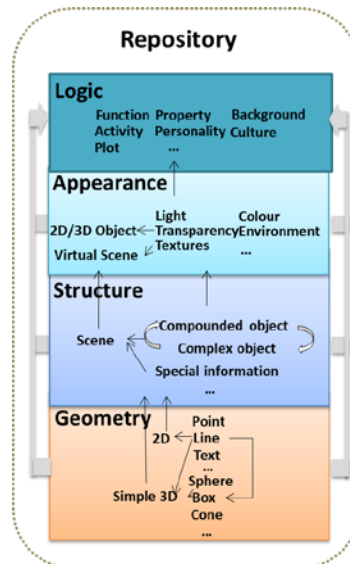 Repository
Logic
Function Property Background
Activity Personality Culture
Plot ...
Appearance
Light Colour
2D/3D Object Transparency Environment
Virtual Scene Textures ...
Structure
Compounded object
Scene
Complex object
Special information
...
Geometry
Point
2D Line
Text
...
Sphere
Simple 3D Box
Cone
...